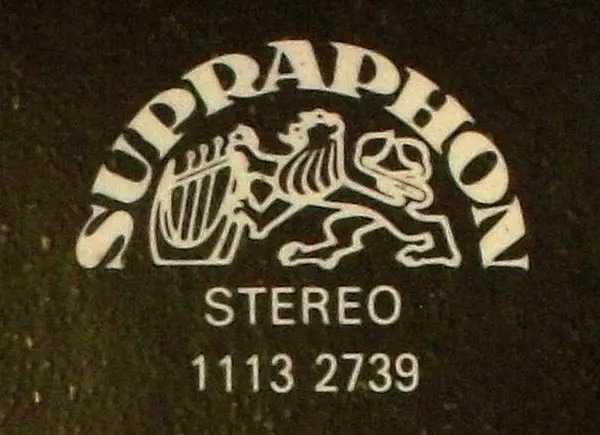 SUPRAPHON
STEREO
1113 2739